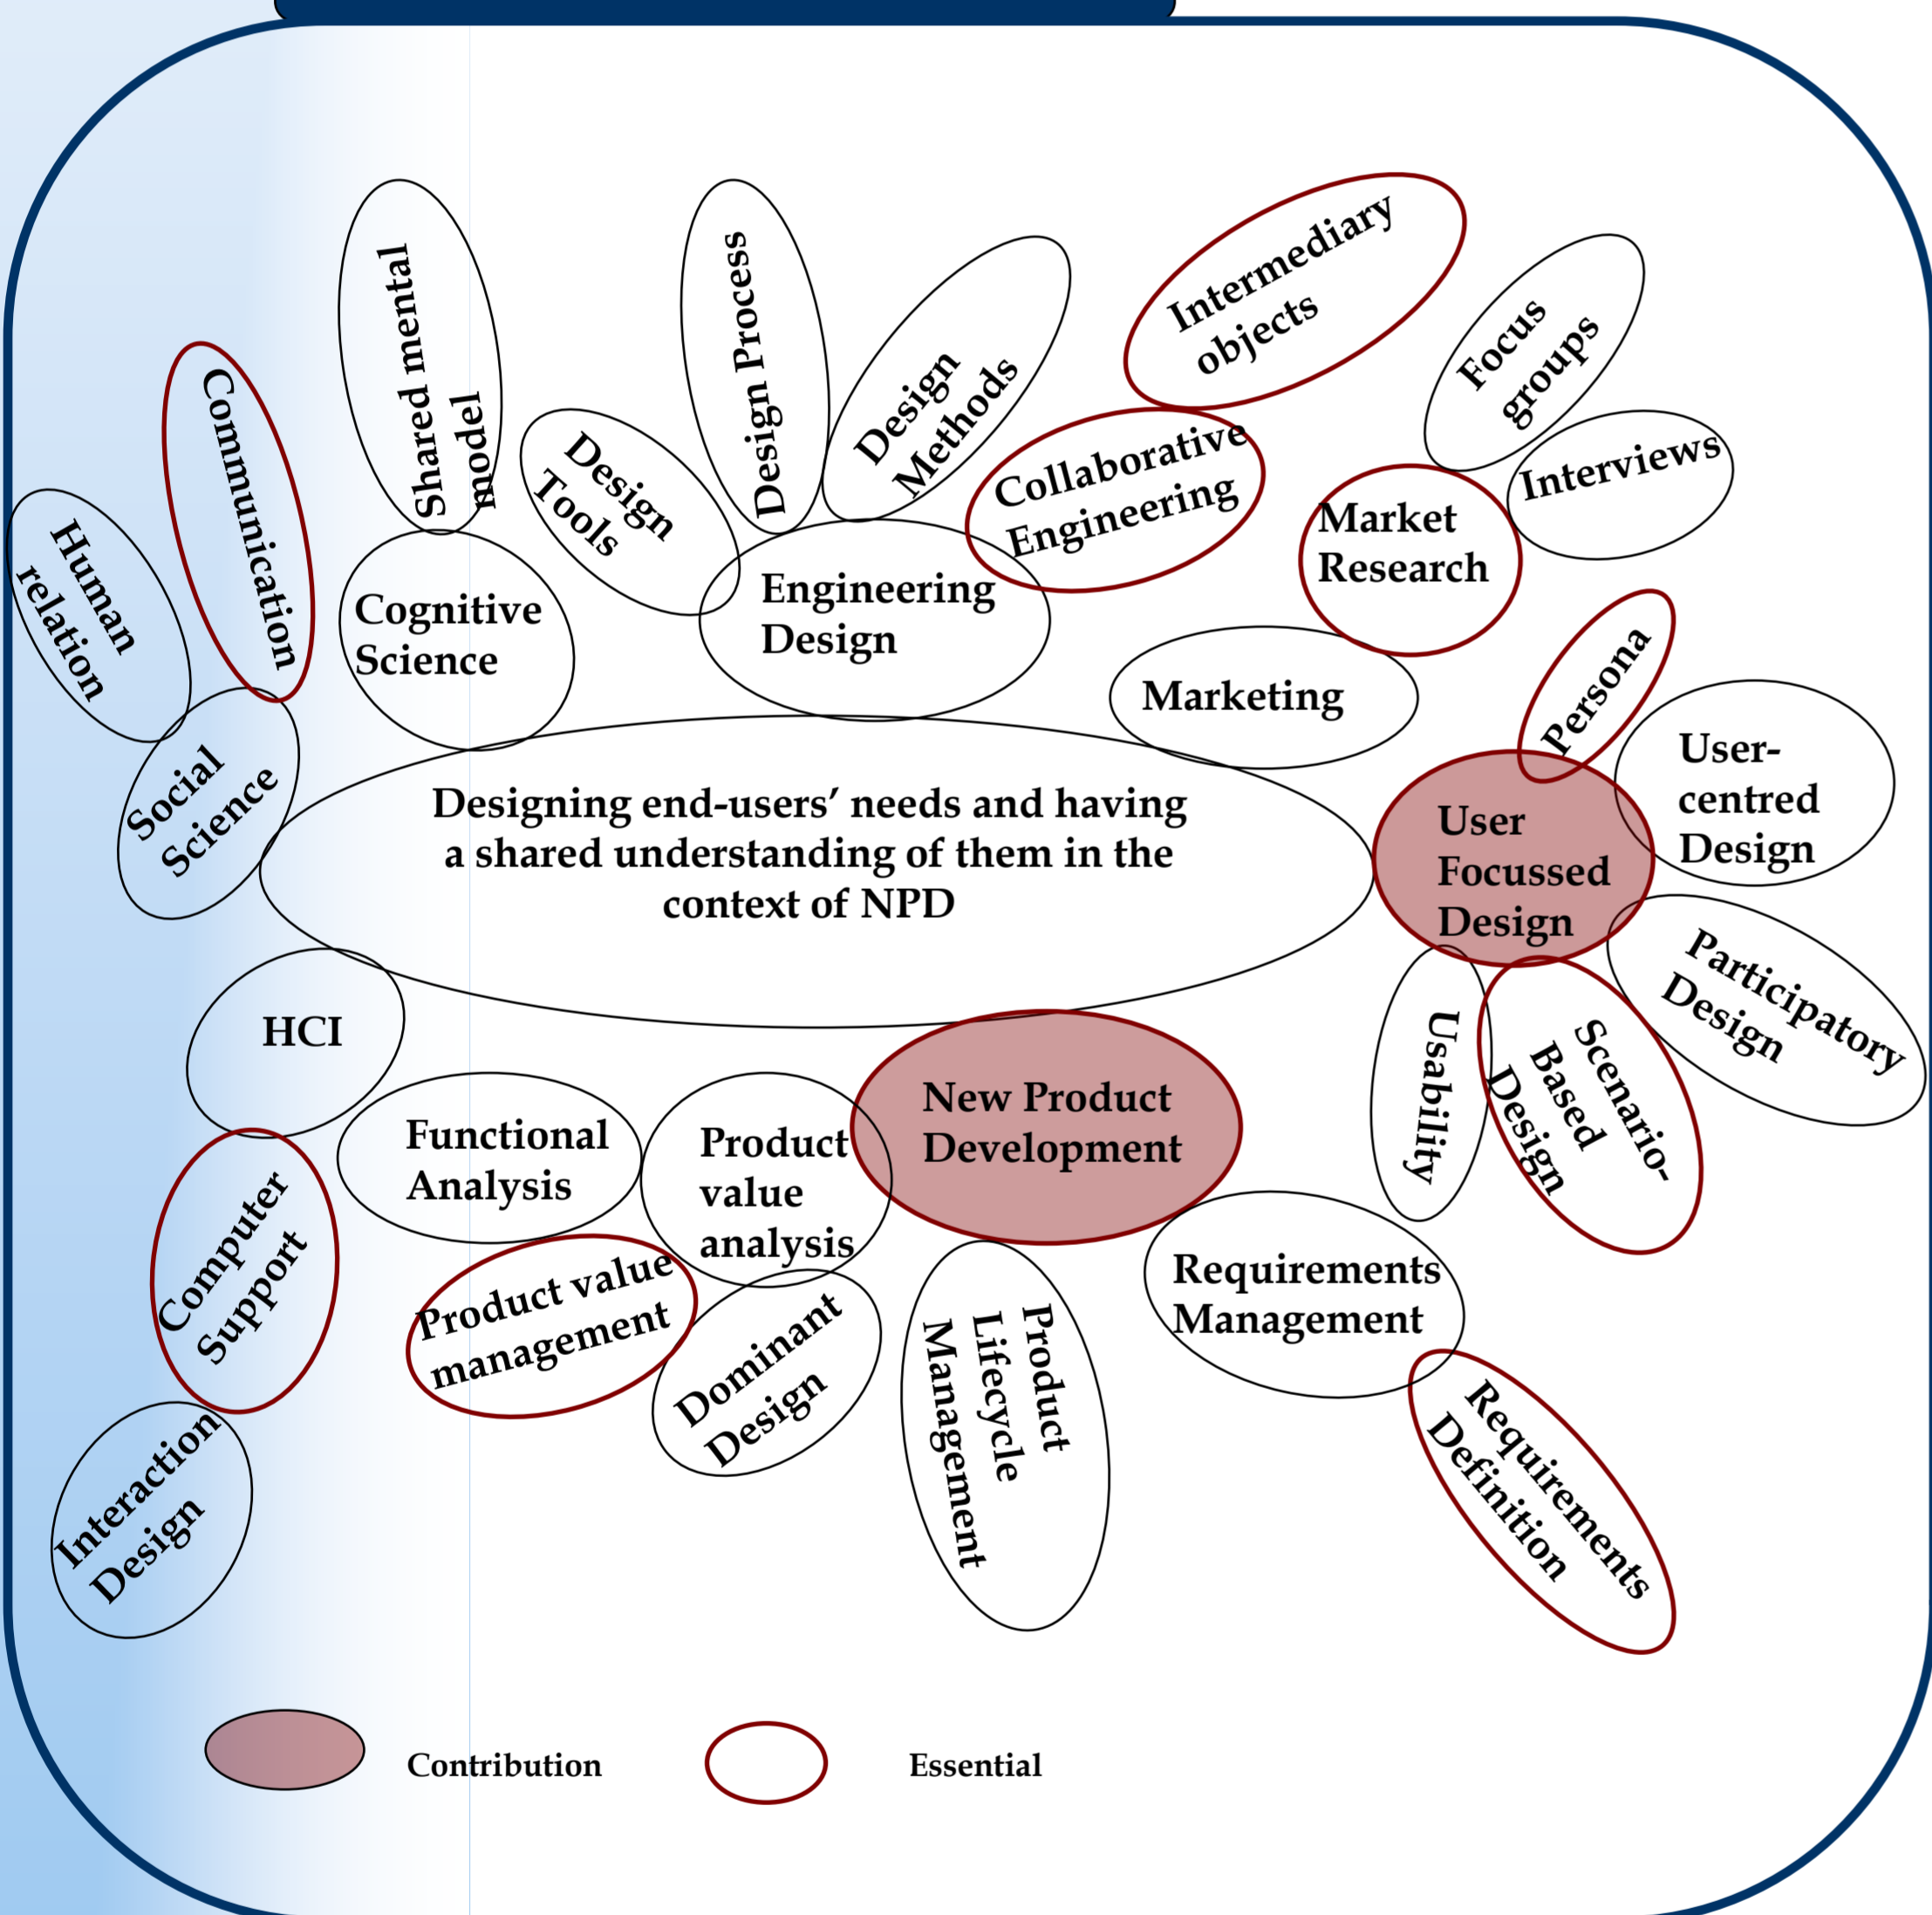 Shared mental
model
Design Process
Design
Methods
Intermediary
objects
Focus
groups
Communication
Design
Tools
Collaborative
Engineering
Interviews
Market
Research
Human
relation
Cognitive
Science
Engineering
Design
Marketing
Persona
User-
centred
Design
Social
Science
Designing end-users’ needs and having
a shared understanding of them in the
context of NPD
User
Focussed
Design
Participatory
Design
HCI
Usability
Scenario-
Based
Design
New Product
Development
Functional
Analysis
Product
value
analysis
Computer
Support
Product value
management
Dominant
Design
Product
Lifecycle
Management
Requirements
Management
Requirements
Definition
Interaction
Design
Contribution
Essential